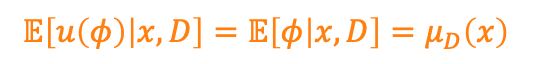 𝔼[u(ϕ)|x, D] = 𝔼[ϕ|x, D] = μ_D(x)